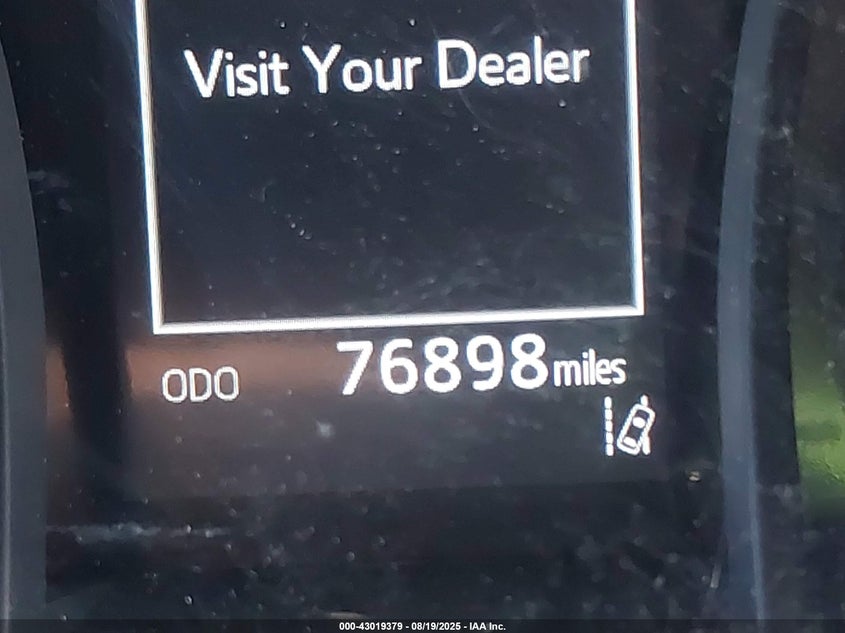 Visit Your Dealer
ODO 76898 miles
000-43019379 - 08/19/2025 - IAA Inc.